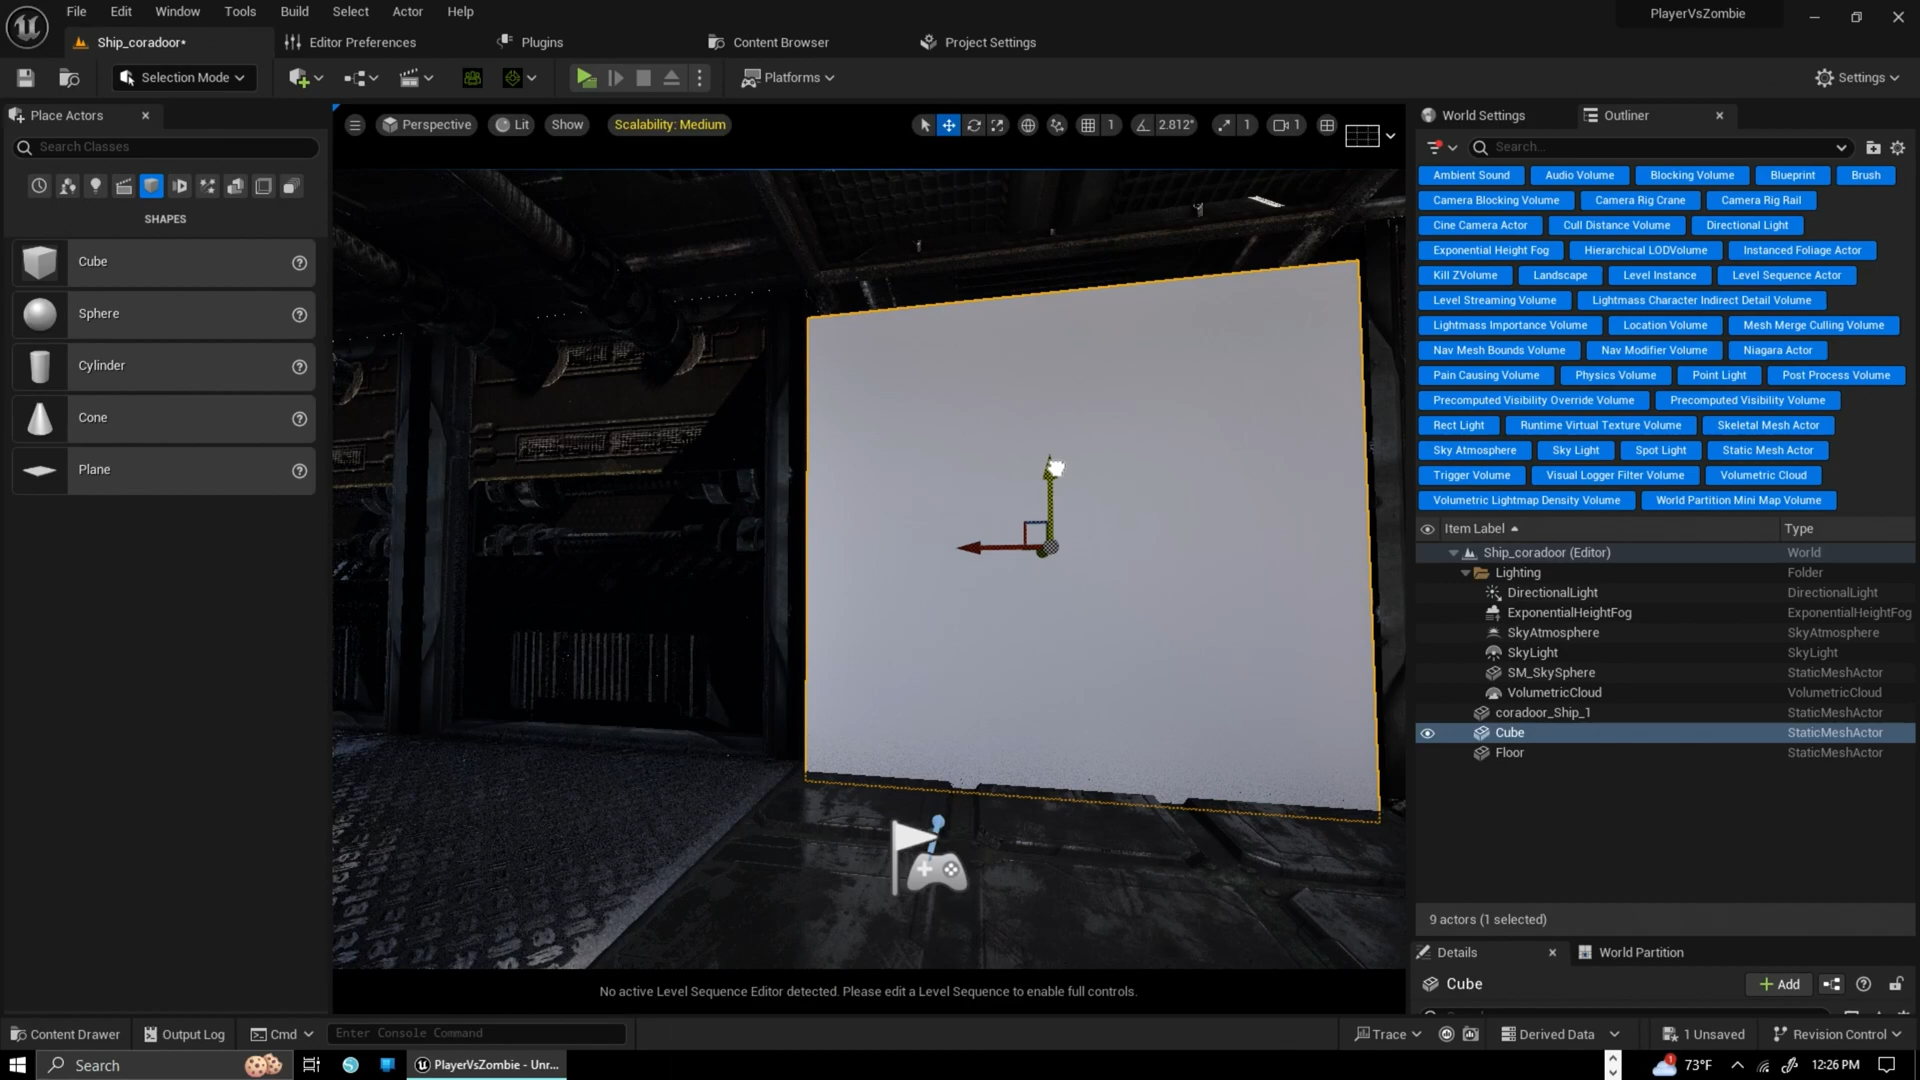 File Edit Window Tools Build Select Actor Help PlayerVsZombie
Ship_coradoor* Editor Preferences Plugins Content Browser Project Settings
Selection Mode Platforms Settings
Place Actors
Search Classes
SHAPES
Cube
Sphere
Cylinder
Cone
Plane
Perspective Lit Show Scalability: Medium 1 2.812° 1 1
No active Level Sequence Editor detected. Please edit a Level Sequence to enable full controls.
World Settings Outliner
Search...
Ambient Sound Audio Volume Blocking Volume Blueprint Brush
Camera Blocking Volume Camera Rig Crane Camera Rig Rail
Cine Camera Actor Cull Distance Volume Directional Light
Exponential Height Fog Hierarchical LODVolume Instanced Foliage Actor
Kill ZVolume Landscape Level Instance Level Sequence Actor
Level Streaming Volume Lightmass Character Indirect Detail Volume
Lightmass Importance Volume Location Volume Mesh Merge Culling Volume
Nav Mesh Bounds Volume Nav Modifier Volume Niagara Actor
Pain Causing Volume Physics Volume Point Light Post Process Volume
Precomputed Visibility Override Volume Precomputed Visibility Volume
Rect Light Runtime Virtual Texture Volume Skeletal Mesh Actor
Sky Atmosphere Sky Light Spot Light Static Mesh Actor
Trigger Volume Visual Logger Filter Volume Volumetric Cloud
Volumetric Lightmap Density Volume World Partition Mini Map Volume
Item Label Type
Ship_coradoor (Editor) World
Lighting Folder
DirectionalLight DirectionalLight
ExponentialHeightFog ExponentialHeightFog
SkyAtmosphere SkyAtmosphere
SkyLight SkyLight
SM_SkySphere StaticMeshActor
VolumetricCloud VolumetricCloud
coradoor_Ship_1 StaticMeshActor
Cube StaticMeshActor
Floor StaticMeshActor
9 actors (1 selected)
Details World Partition
Cube Add
Content Drawer Output Log Cmd Enter Console Command Trace Derived Data 1 Unsaved Revision Control
Search PlayerVsZombie - Unr... 1 73°F 12:26 PM